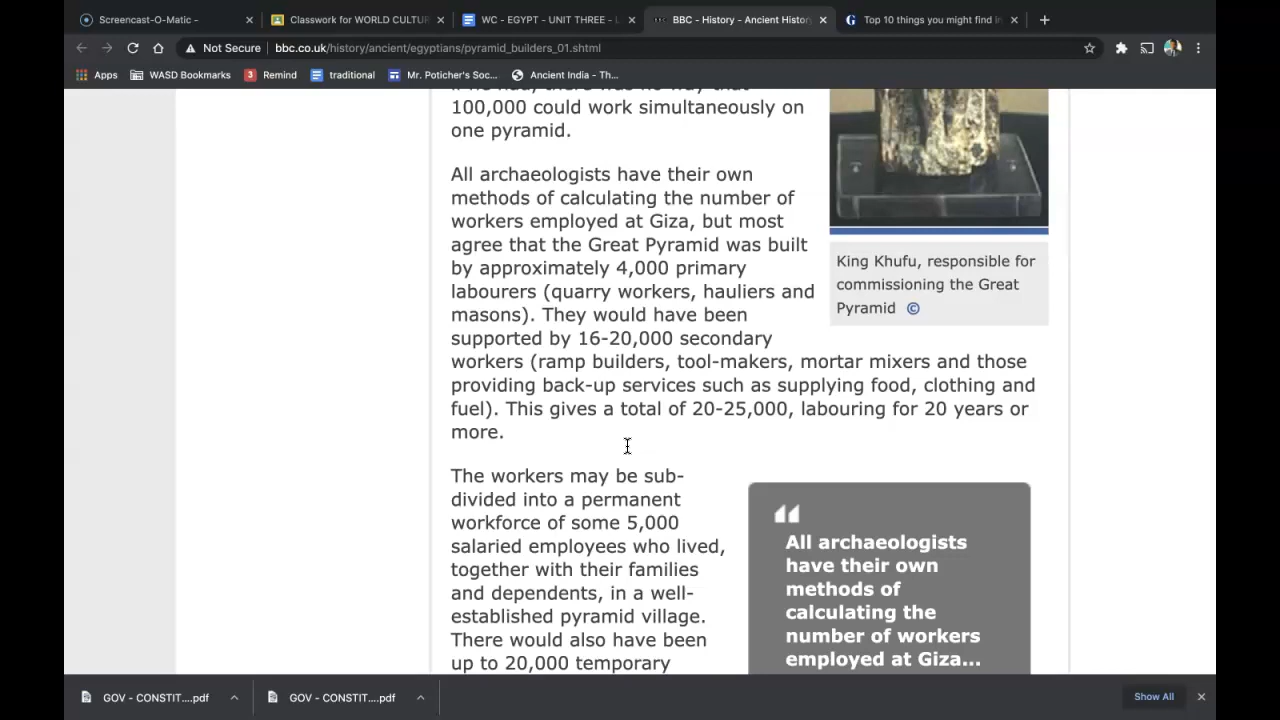 Screencast-O-Matic -
Classwork for WORLD CULTUR
WC - EGYPT - UNIT THREE - L
BBC - History - Ancient Histor
Top 10 things you might find in
Not Secure bbc.co.uk/history/ancient/egyptians/pyramid_builders_01.shtml
Apps WASD Bookmarks 3 Remind traditional Mr. Poticher's Soc... Ancient India - Th...
100,000 could work simultaneously on
one pyramid.
All archaeologists have their own
methods of calculating the number of
workers employed at Giza, but most
agree that the Great Pyramid was built
by approximately 4,000 primary
labourers (quarry workers, hauliers and
masons). They would have been
supported by 16-20,000 secondary
workers (ramp builders, tool-makers, mortar mixers and those
providing back-up services such as supplying food, clothing and
fuel). This gives a total of 20-25,000, labouring for 20 years or
more.
King Khufu, responsible for
commissioning the Great
Pyramid ©
The workers may be sub-
divided into a permanent
workforce of some 5,000
salaried employees who lived,
together with their families
and dependents, in a well-
established pyramid village.
There would also have been
up to 20,000 temporary
All archaeologists
have their own
methods of
calculating the
number of workers
employed at Giza...
GOV - CONSTIT....pdf
GOV - CONSTIT....pdf
Show All